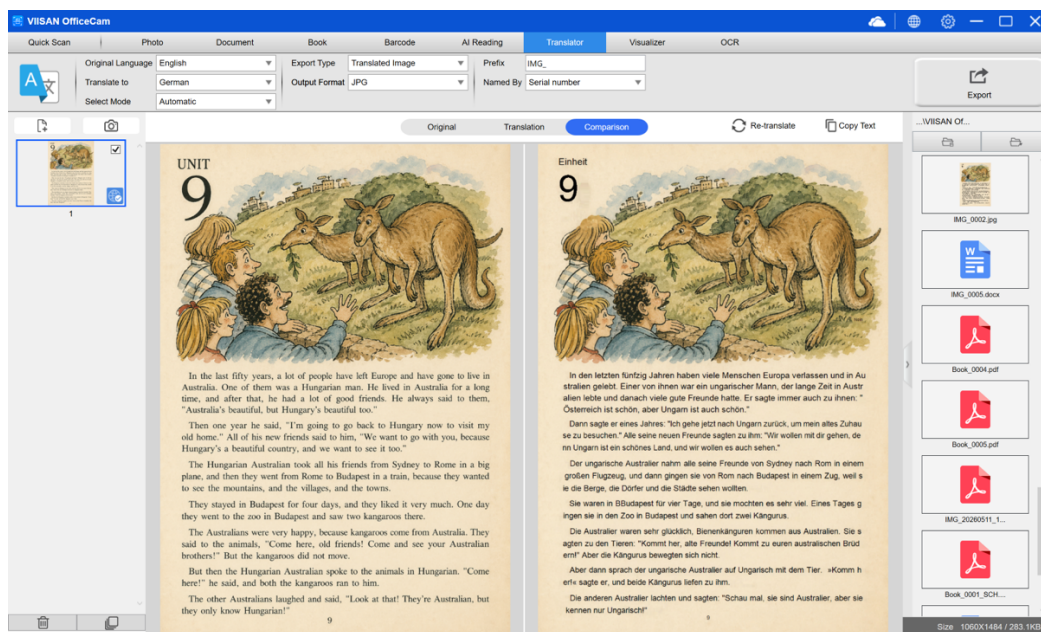 VIISAN OfficeCam
Quick Scan
Photo
Document
Book
Barcode
AI Reading
Translator
Visualizer
OCR
Original Language English
Translate to German
Select Mode Automatic
Export Type Translated Image
Output Format JPG
Prefix IMG_
Named By Serial number
Export
Original
Translation
Comparison
Re-translate
Copy Text
...\VIISAN Of...
1
UNIT
9
In the last fifty years, a lot of people have left Europe and have gone to live in
Australia. One of them was a Hungarian man. He lived in Australia for a long
time, and after that, he had a lot of good friends. He always said to them,
"Australia's beautiful, but Hungary's beautiful too."
Then one year he said, "I'm going to go back to Hungary now to visit my
old home." All of his new friends said to him, "We want to go with you, because
Hungary's a beautiful country, and we want to see it too."
The Hungarian Australian took all his friends from Sydney to Rome in a big
plane, and then they went from Rome to Budapest in a train, because they wanted
to see the mountains, and the villages, and the towns.
They stayed in Budapest for four days, and they liked it very much. One day
they went to the zoo in Budapest and saw two kangaroos there.
The Australians were very happy, because kangaroos come from Australia. They
said to the animals, "Come here, old friends! Come and see your Australian
brothers!" But the kangaroos did not move.
But then the Hungarian Australian spoke to the animals in Hungarian. "Come
here!" he said, and both the kangaroos ran to him.
The other Australians laughed and said, "Look at that! They're Australian, but
they only know Hungarian!"
9
Einheit
9
In den letzten fünfzig Jahren haben viele Menschen Europa verlassen und in Au
stralien gelebt. Einer von ihnen war ein ungarischer Mann, der lange Zeit in Austr
alien lebte und danach viele gute Freunde hatte. Er sagte immer auch zu ihnen: "
Österreich ist schön, aber Ungarn ist auch schön."
Dann sagte er eines Jahres: "Ich gehe jetzt nach Ungarn zurück, um mein altes Zuhau
se zu besuchen." Alle seine neuen Freunde sagten zu ihm: "Wir wollen mit dir gehen, de
nn Ungarn ist ein schönes Land, und wir wollen es auch sehen."
Der ungarische Australier nahm alle seine Freunde von Sydney nach Rom in einem
großen Flugzeug, und dann gingen sie von Rom nach Budapest in einem Zug, weil s
ie die Berge, die Dörfer und die Städte sehen wollten.
Sie waren in BBudapest für vier Tage, und sie mochten es sehr viel. Eines Tages g
ingen sie in den Zoo in Budapest und sahen dort zwei Kängurus.
Die Australier waren sehr glücklich, Bienenkänguren kommen aus Australien. Sie s
agten zu den Tieren: "Kommt her, alte Freunde! Kommt zu euren australischen Brüd
ern!" Aber die Kängurus bewegten sich nicht.
Aber dann sprach der ungarische Australier auf Ungarisch mit dem Tier. »Komm h
er!« sagte er, und beide Kängurus liefen zu ihm.
Die anderen Australier lachten und sagten: "Schau mal, sie sind Australier, aber sie
kennen nur Ungarisch!"
9
IMG_0002.jpg
IMG_0005.docx
Book_0004.pdf
Book_0005.pdf
IMG_20260511_1...
Book_0001_SCH....
Size 1060X1484 / 283.1KB